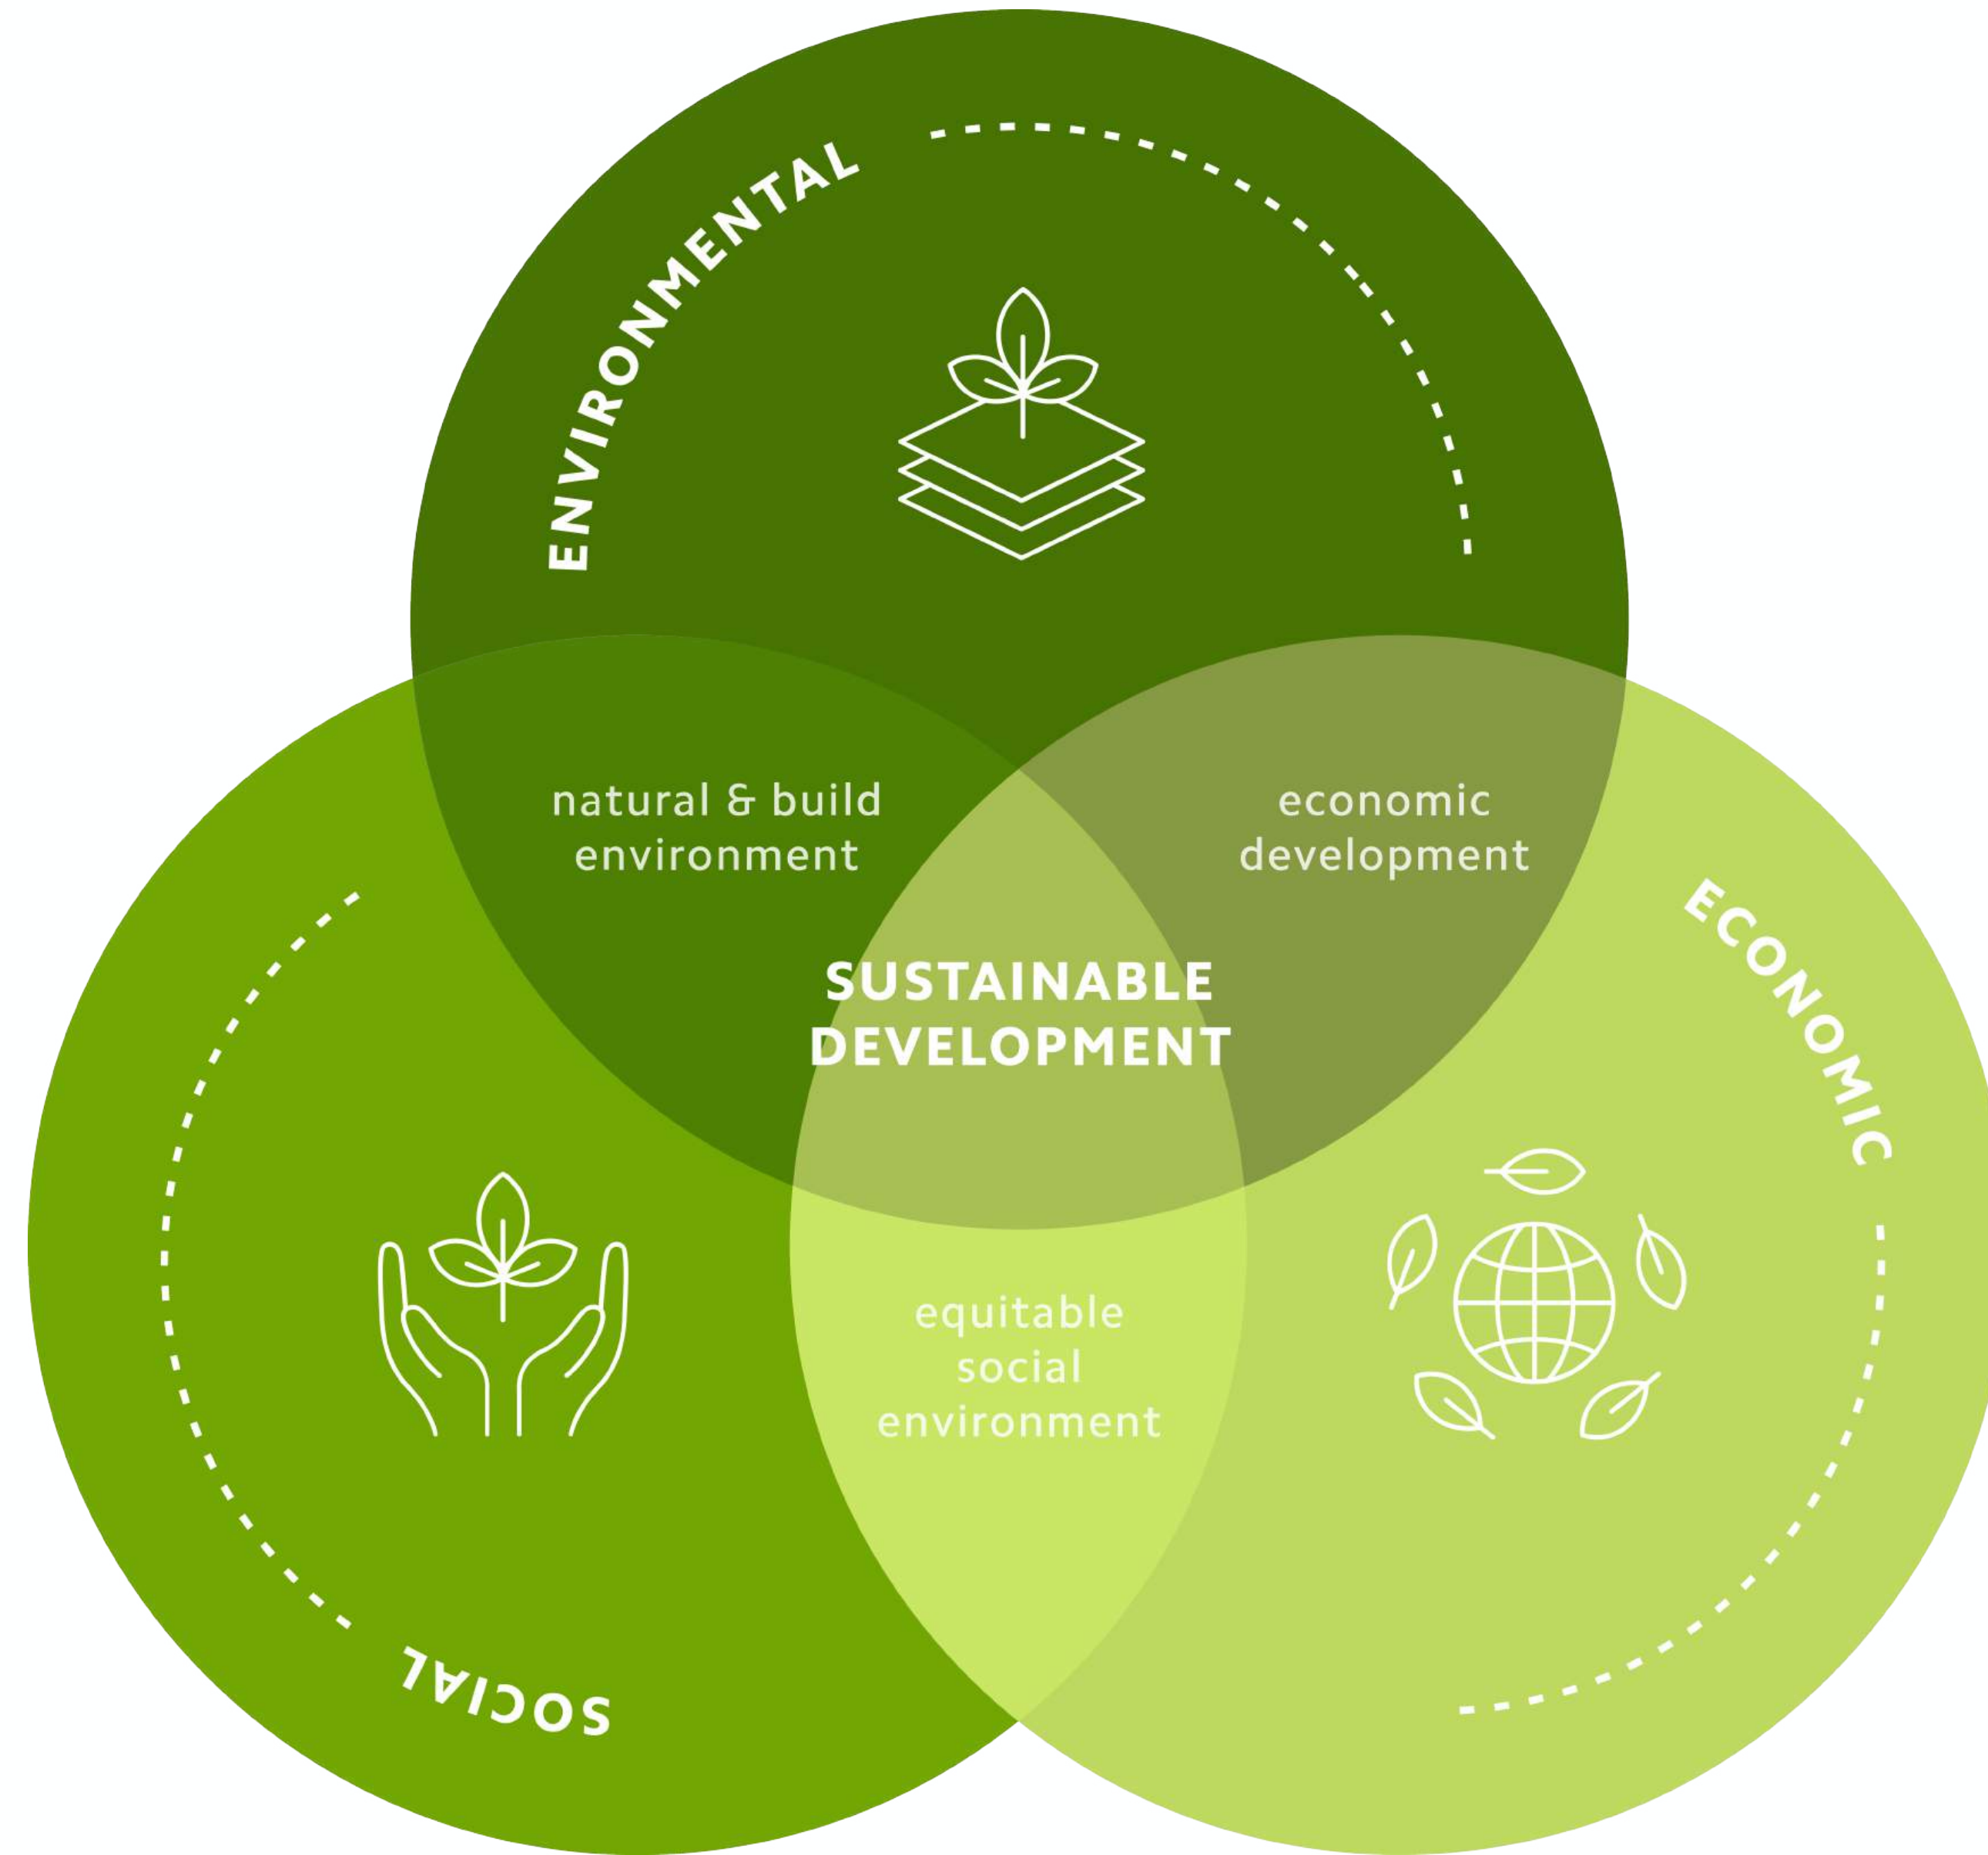 ENVIRONMENTAL
natural & build
environment
economic
development
ECONOMIC
SUSTAINABLE
DEVELOPMENT
equitable
social
environment
SOCIAL